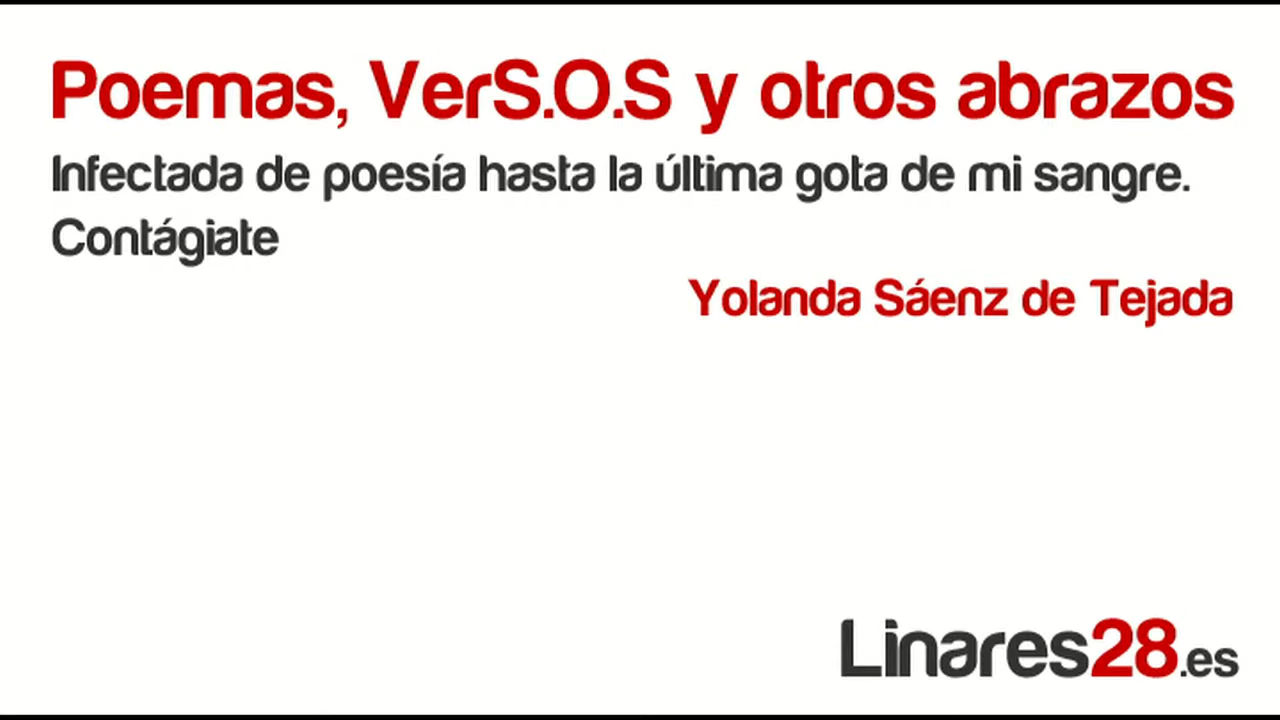 Poemas, VerS.O.S y otros abrazos
Infectada de poesía hasta la última gota de mi sangre.
Contágiate
Yolanda Sáenz de Tejada
Linares28.es